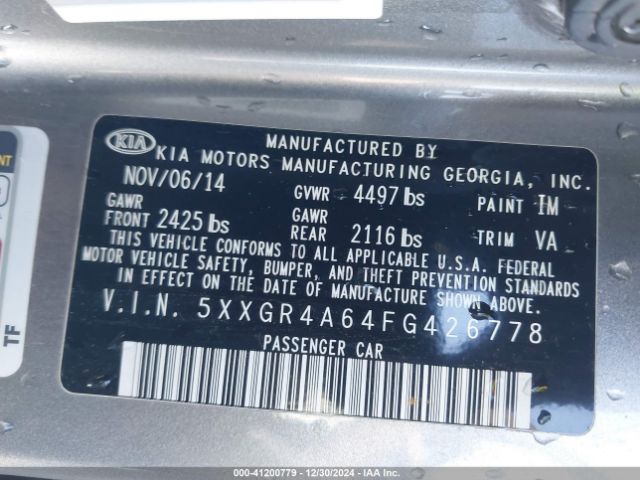 KIA
MANUFACTURED BY
KIA MOTORS MANUFACTURING GEORGIA, INC.
NOV/06/14 GVWR 4497 lbs PAINT IM
GAWR FRONT 2425 lbs GAWR REAR 2116 lbs TRIM VA
THIS VEHICLE CONFORMS TO ALL APPLICABLE U.S.A. FEDERAL
MOTOR VEHICLE SAFETY, BUMPER, AND THEFT PREVENTION STANDARDS
IN EFFECT ON THE DATE OF MANUFACTURE SHOWN ABOVE.
V.I.N. 5XXGR4A64FG426778
PASSENGER CAR
TF
000-41200779 - 12/30/2024 - IAA Inc.